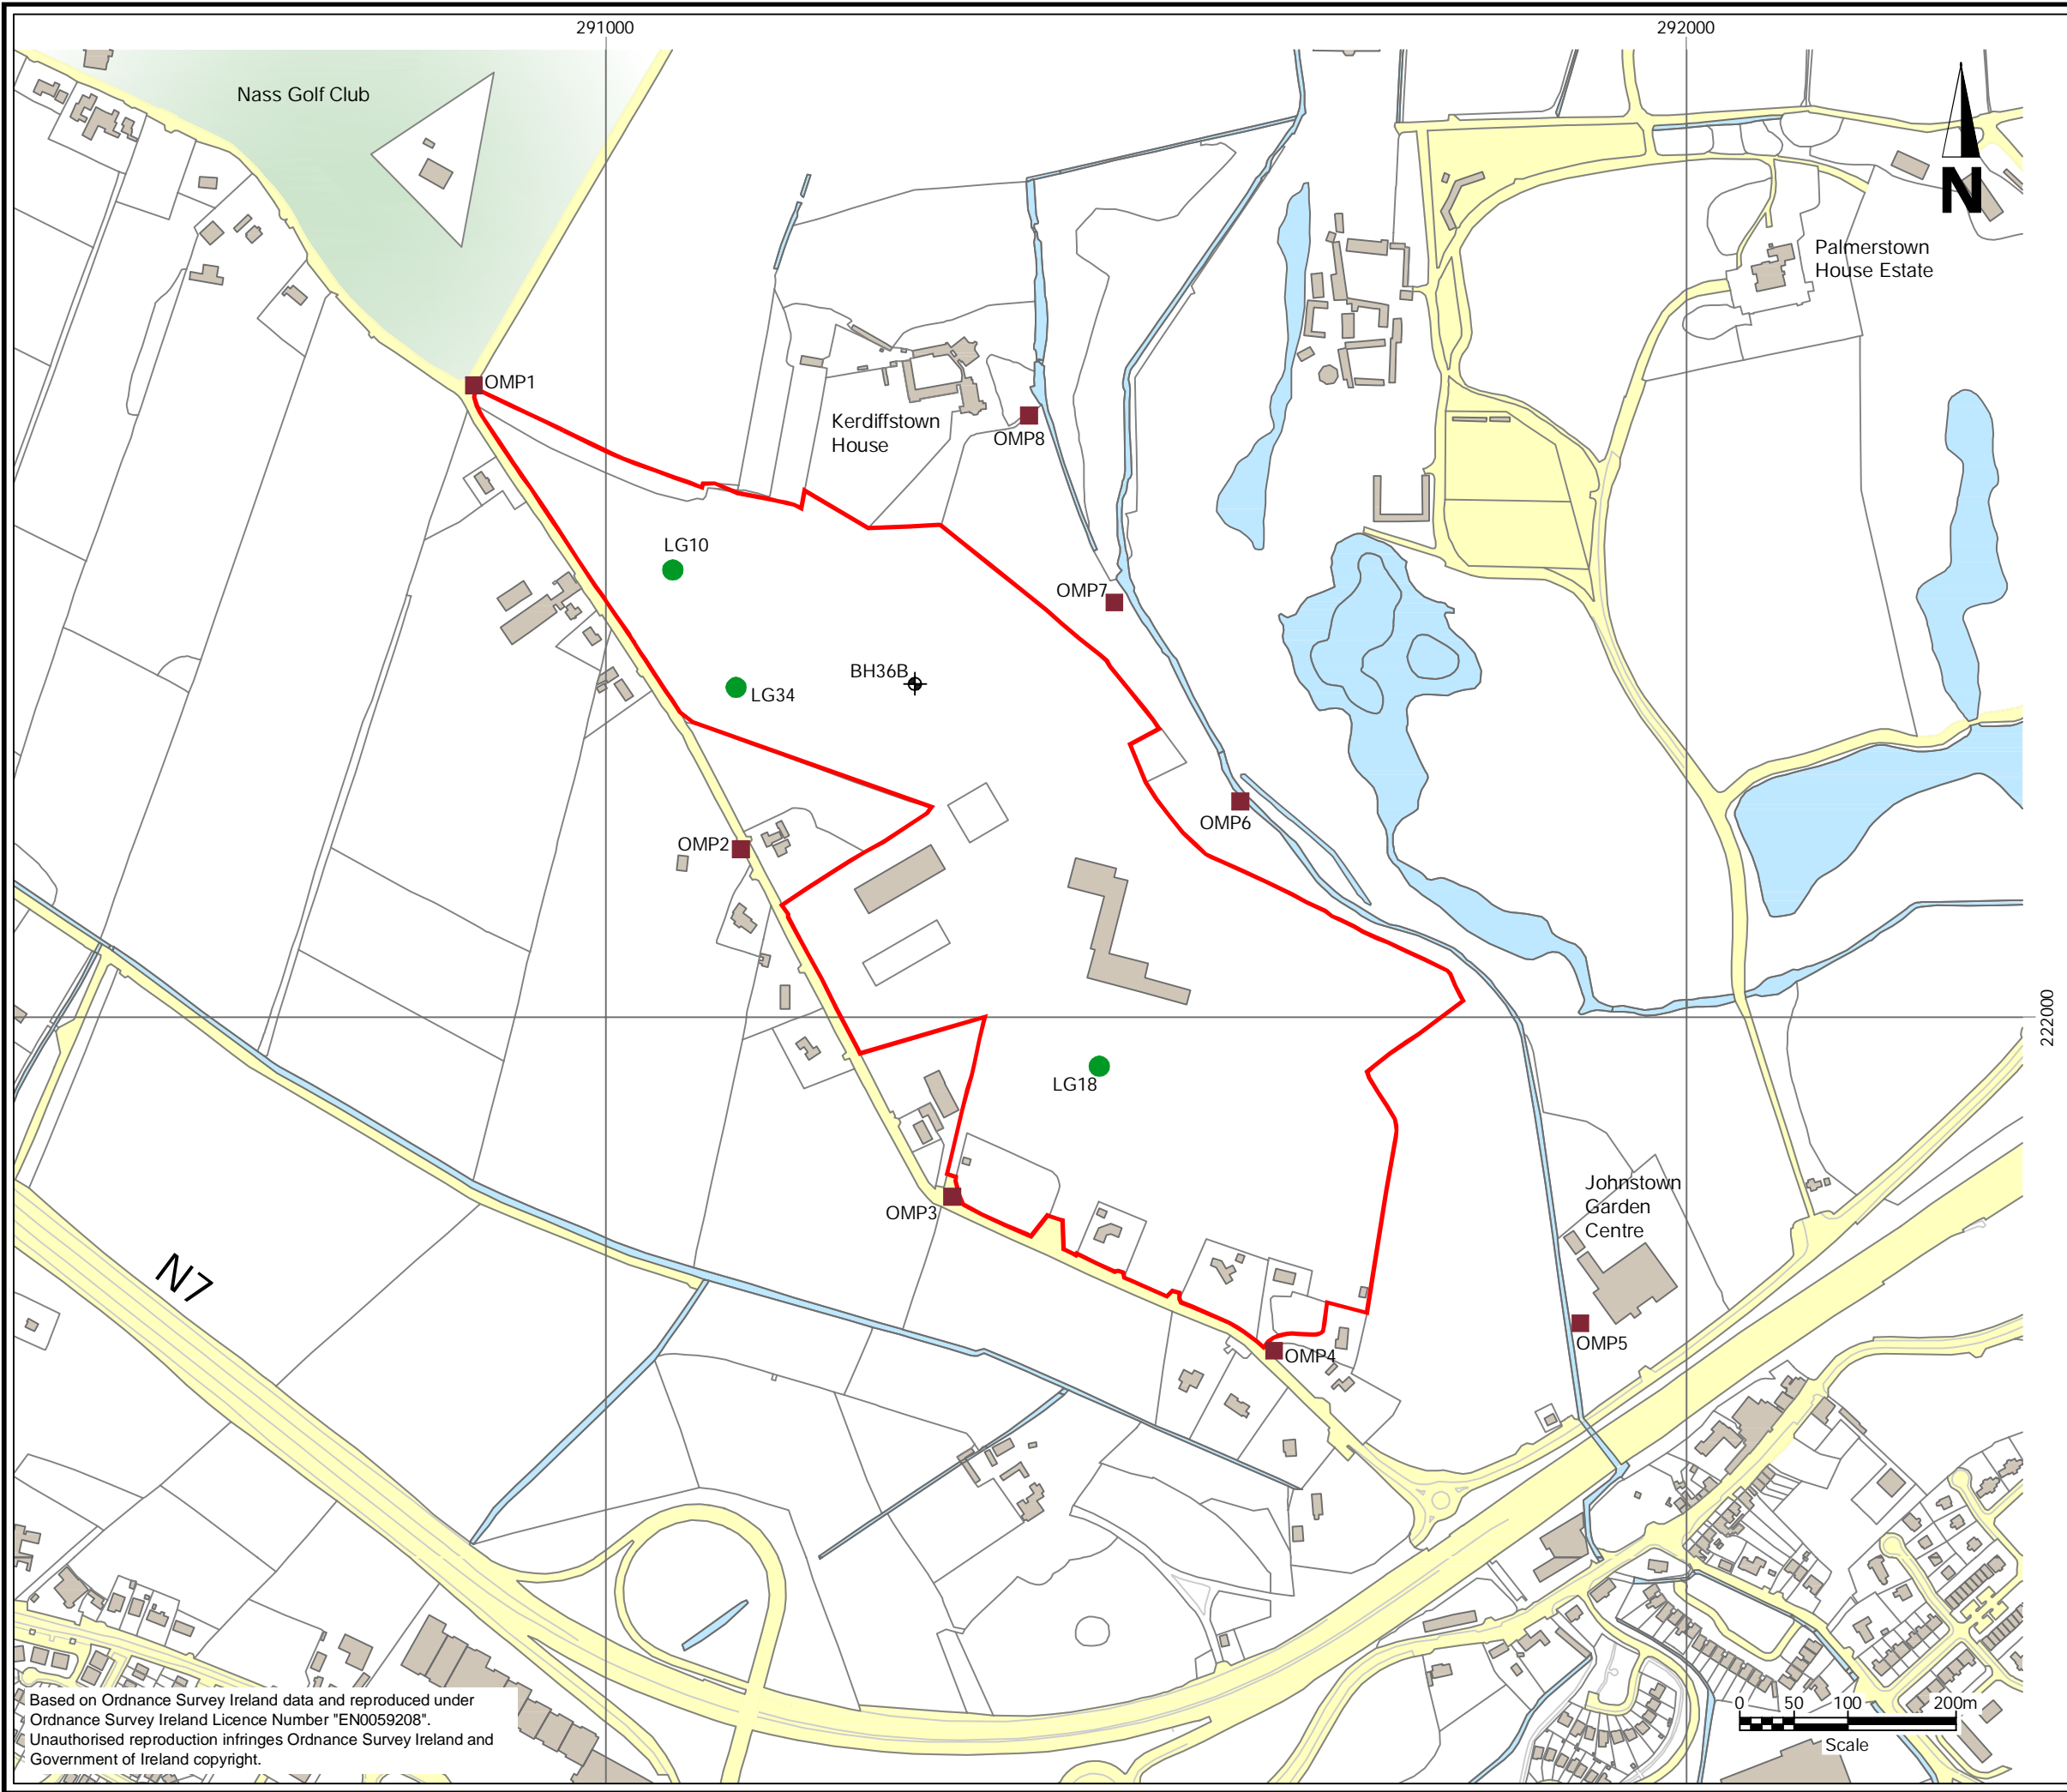 291000
292000
Nass Golf Club
N
Palmerstown
House Estate
OMP1
Kerdiffstown
House
OMP8
LG10
OMP7
BH36B
LG34
OMP6
OMP2
222000
LG18
Johnstown
Garden
Centre
OMP3
N7
OMP5
OMP4
Based on Ordnance Survey Ireland data and reproduced under
Ordnance Survey Ireland Licence Number "EN0059208".
Unauthorised reproduction infringes Ordnance Survey Ireland and
Government of Ireland copyright.
0 50 100 200m
Scale